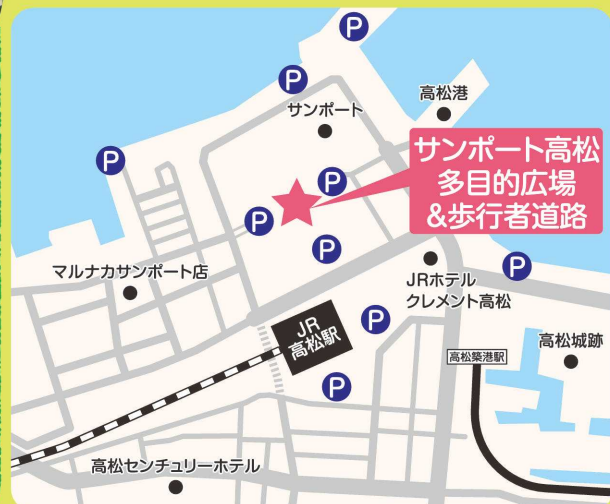 P
P
サンポート
高松港
P
サンポート高松
多目的広場
&歩行者道路
P
P
P
マルナカサンポート店
JRホテル
クレメント高松
P
JR
高松駅
P
高松築港駅
高松城跡
P
高松センチュリーホテル